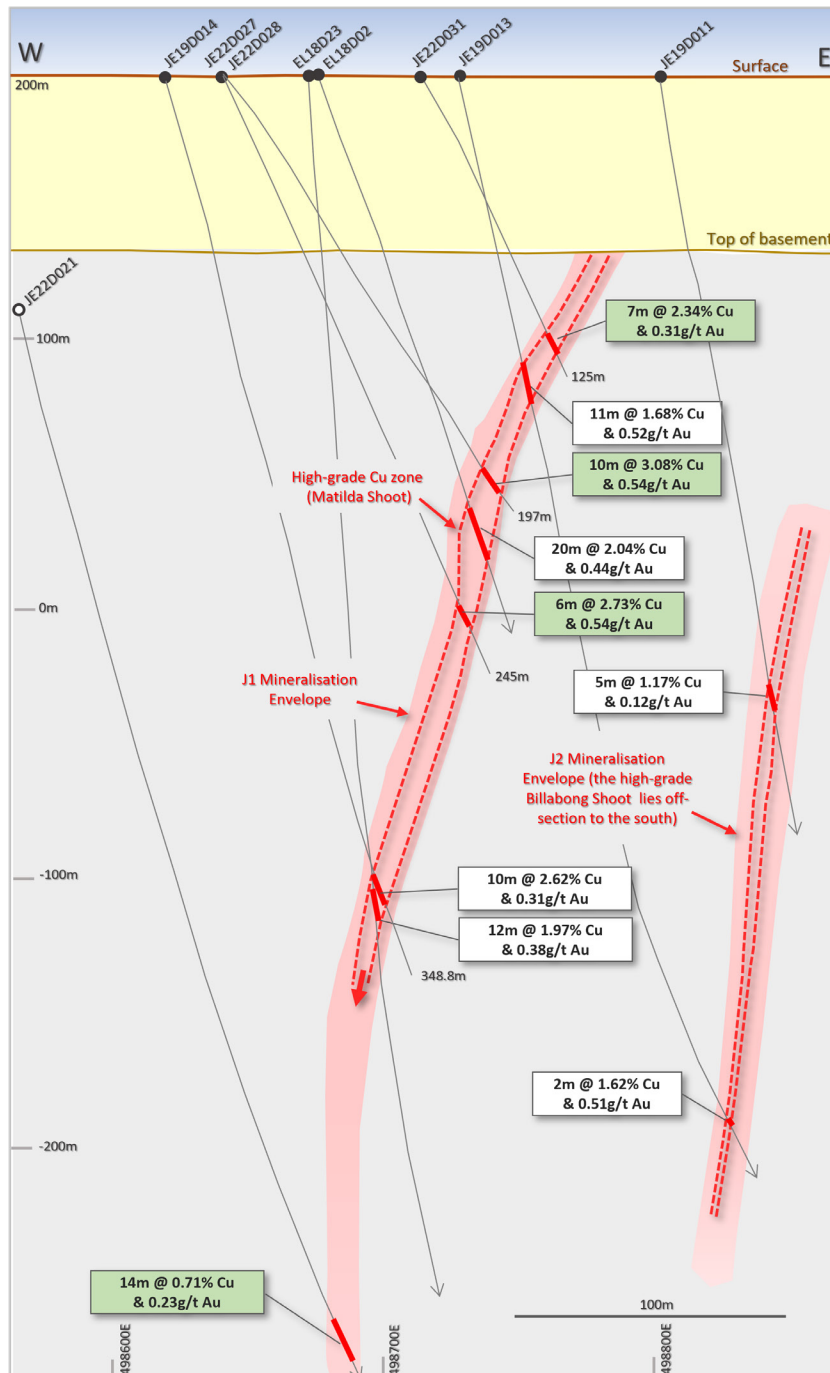 JE19D014
JE22D027
JE22D028
EL18D23
EL18D02
JE22D031
JE19D013
JE19D011
W
E
Surface
200m
Top of basement
JE22D021
100m
7m @ 2.34% Cu
& 0.31g/t Au
125m
11m @ 1.68% Cu
& 0.52g/t Au
10m @ 3.08% Cu
& 0.54g/t Au
High-grade Cu zone
(Matilda Shoot)
197m
20m @ 2.04% Cu
& 0.44g/t Au
0m
6m @ 2.73% Cu
& 0.54g/t Au
245m
J1 Mineralisation
Envelope
5m @ 1.17% Cu
& 0.12g/t Au
J2 Mineralisation
Envelope (the high-grade
Billabong Shoot lies off-
section to the south)
-100m
10m @ 2.62% Cu
& 0.31g/t Au
12m @ 1.97% Cu
& 0.38g/t Au
348.8m
2m @ 1.62% Cu
& 0.51g/t Au
-200m
14m @ 0.71% Cu
& 0.23g/t Au
100m
498600E
498700E
498800E